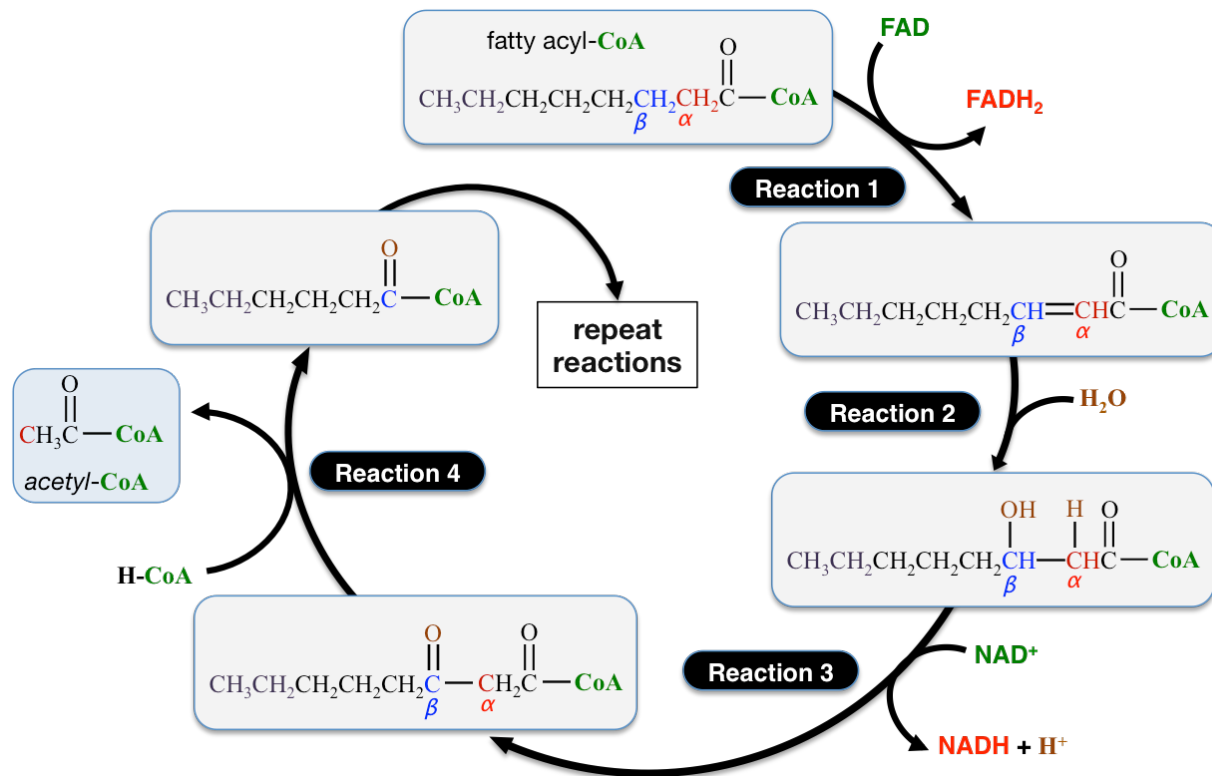 fatty acyl-CoA
O
CH₃CH₂CH₂CH₂CH₂CH₂CH₂C—CoA
β α
FAD
FADH₂
Reaction 1
O
CH₃CH₂CH₂CH₂CH₂CH=CHC—CoA
β α
Reaction 2
H₂O
OH H O
CH₃CH₂CH₂CH₂CH₂CH—CHC—CoA
β α
Reaction 3
NAD⁺
NADH + H⁺
O O
CH₃CH₂CH₂CH₂CH₂C—CH₂C—CoA
β α
Reaction 4
H-CoA
O
CH₃C—CoA
acetyl-CoA
O
CH₃CH₂CH₂CH₂CH₂C—CoA
repeat
reactions